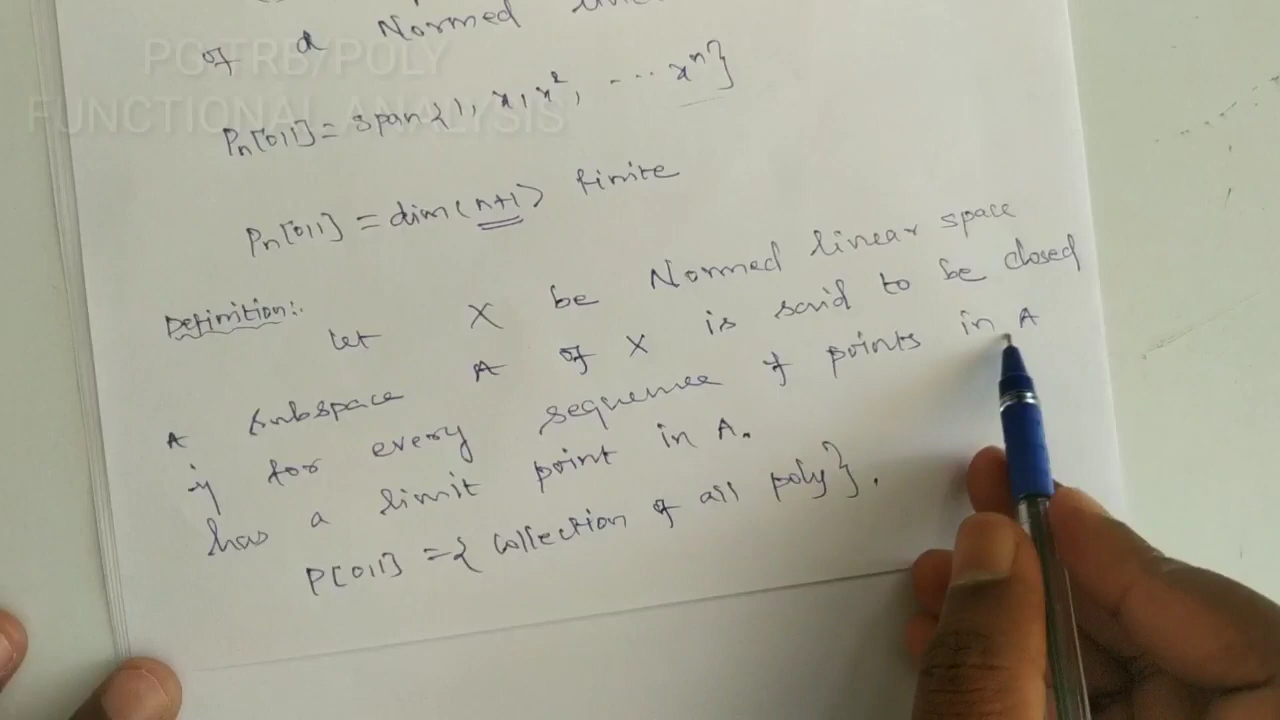 of a Normed
PG TRB/POLY
FUNCTIONAL ANALYSIS
Pn[0,1] = span{1, x, x², ... xⁿ}
Pn[0,1] = dim(n+1) finite
Definition:
Let X be Normed linear space
A subspace A of X is said to be closed
if for every sequence of points in A
has a limit point in A.
P[0,1] = { collection of all poly}.